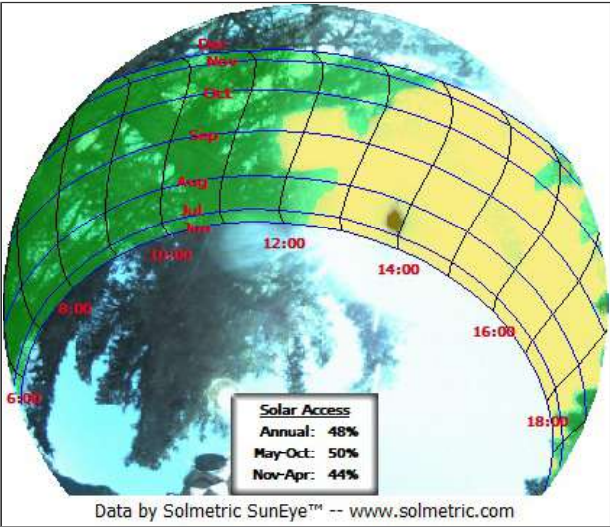 Dec
Nov
Oct
Sep
Aug
Jul
Jun
12:00
10:00
14:00
8:00
16:00
6:00
18:00
Solar Access
Annual: 48%
May-Oct: 50%
Nov-Apr: 44%
Data by Solmetric SunEye™ -- www.solmetric.com